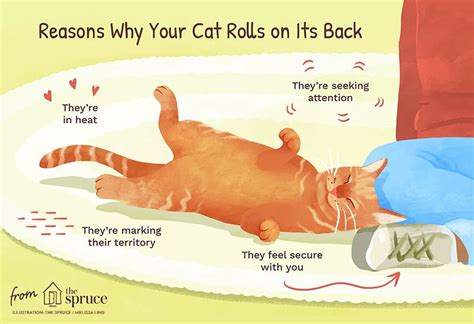 Reasons Why Your Cat Rolls on Its Back
They're seeking
attention
They're
in heat
They're marking
their territory
They feel secure
with you
from the
spruce
ILLUSTRATION: THE SPRUCE / MELISSA LING